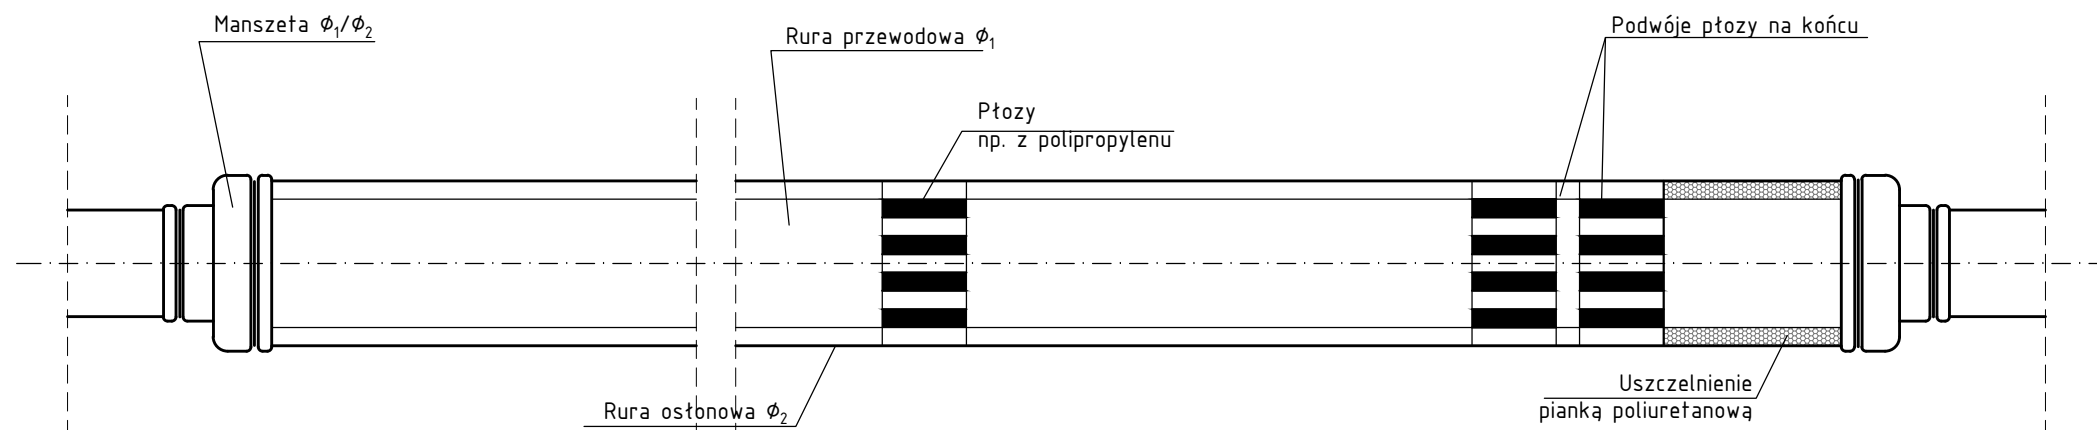 Manszeta ϕ₁/ϕ₂
Rura przewodowa ϕ₁
Podwóje płozy na końcu
Płozy
np. z polipropylenu
Uszczelnienie
pianką poliuretanową
Rura osłonowa ϕ₂